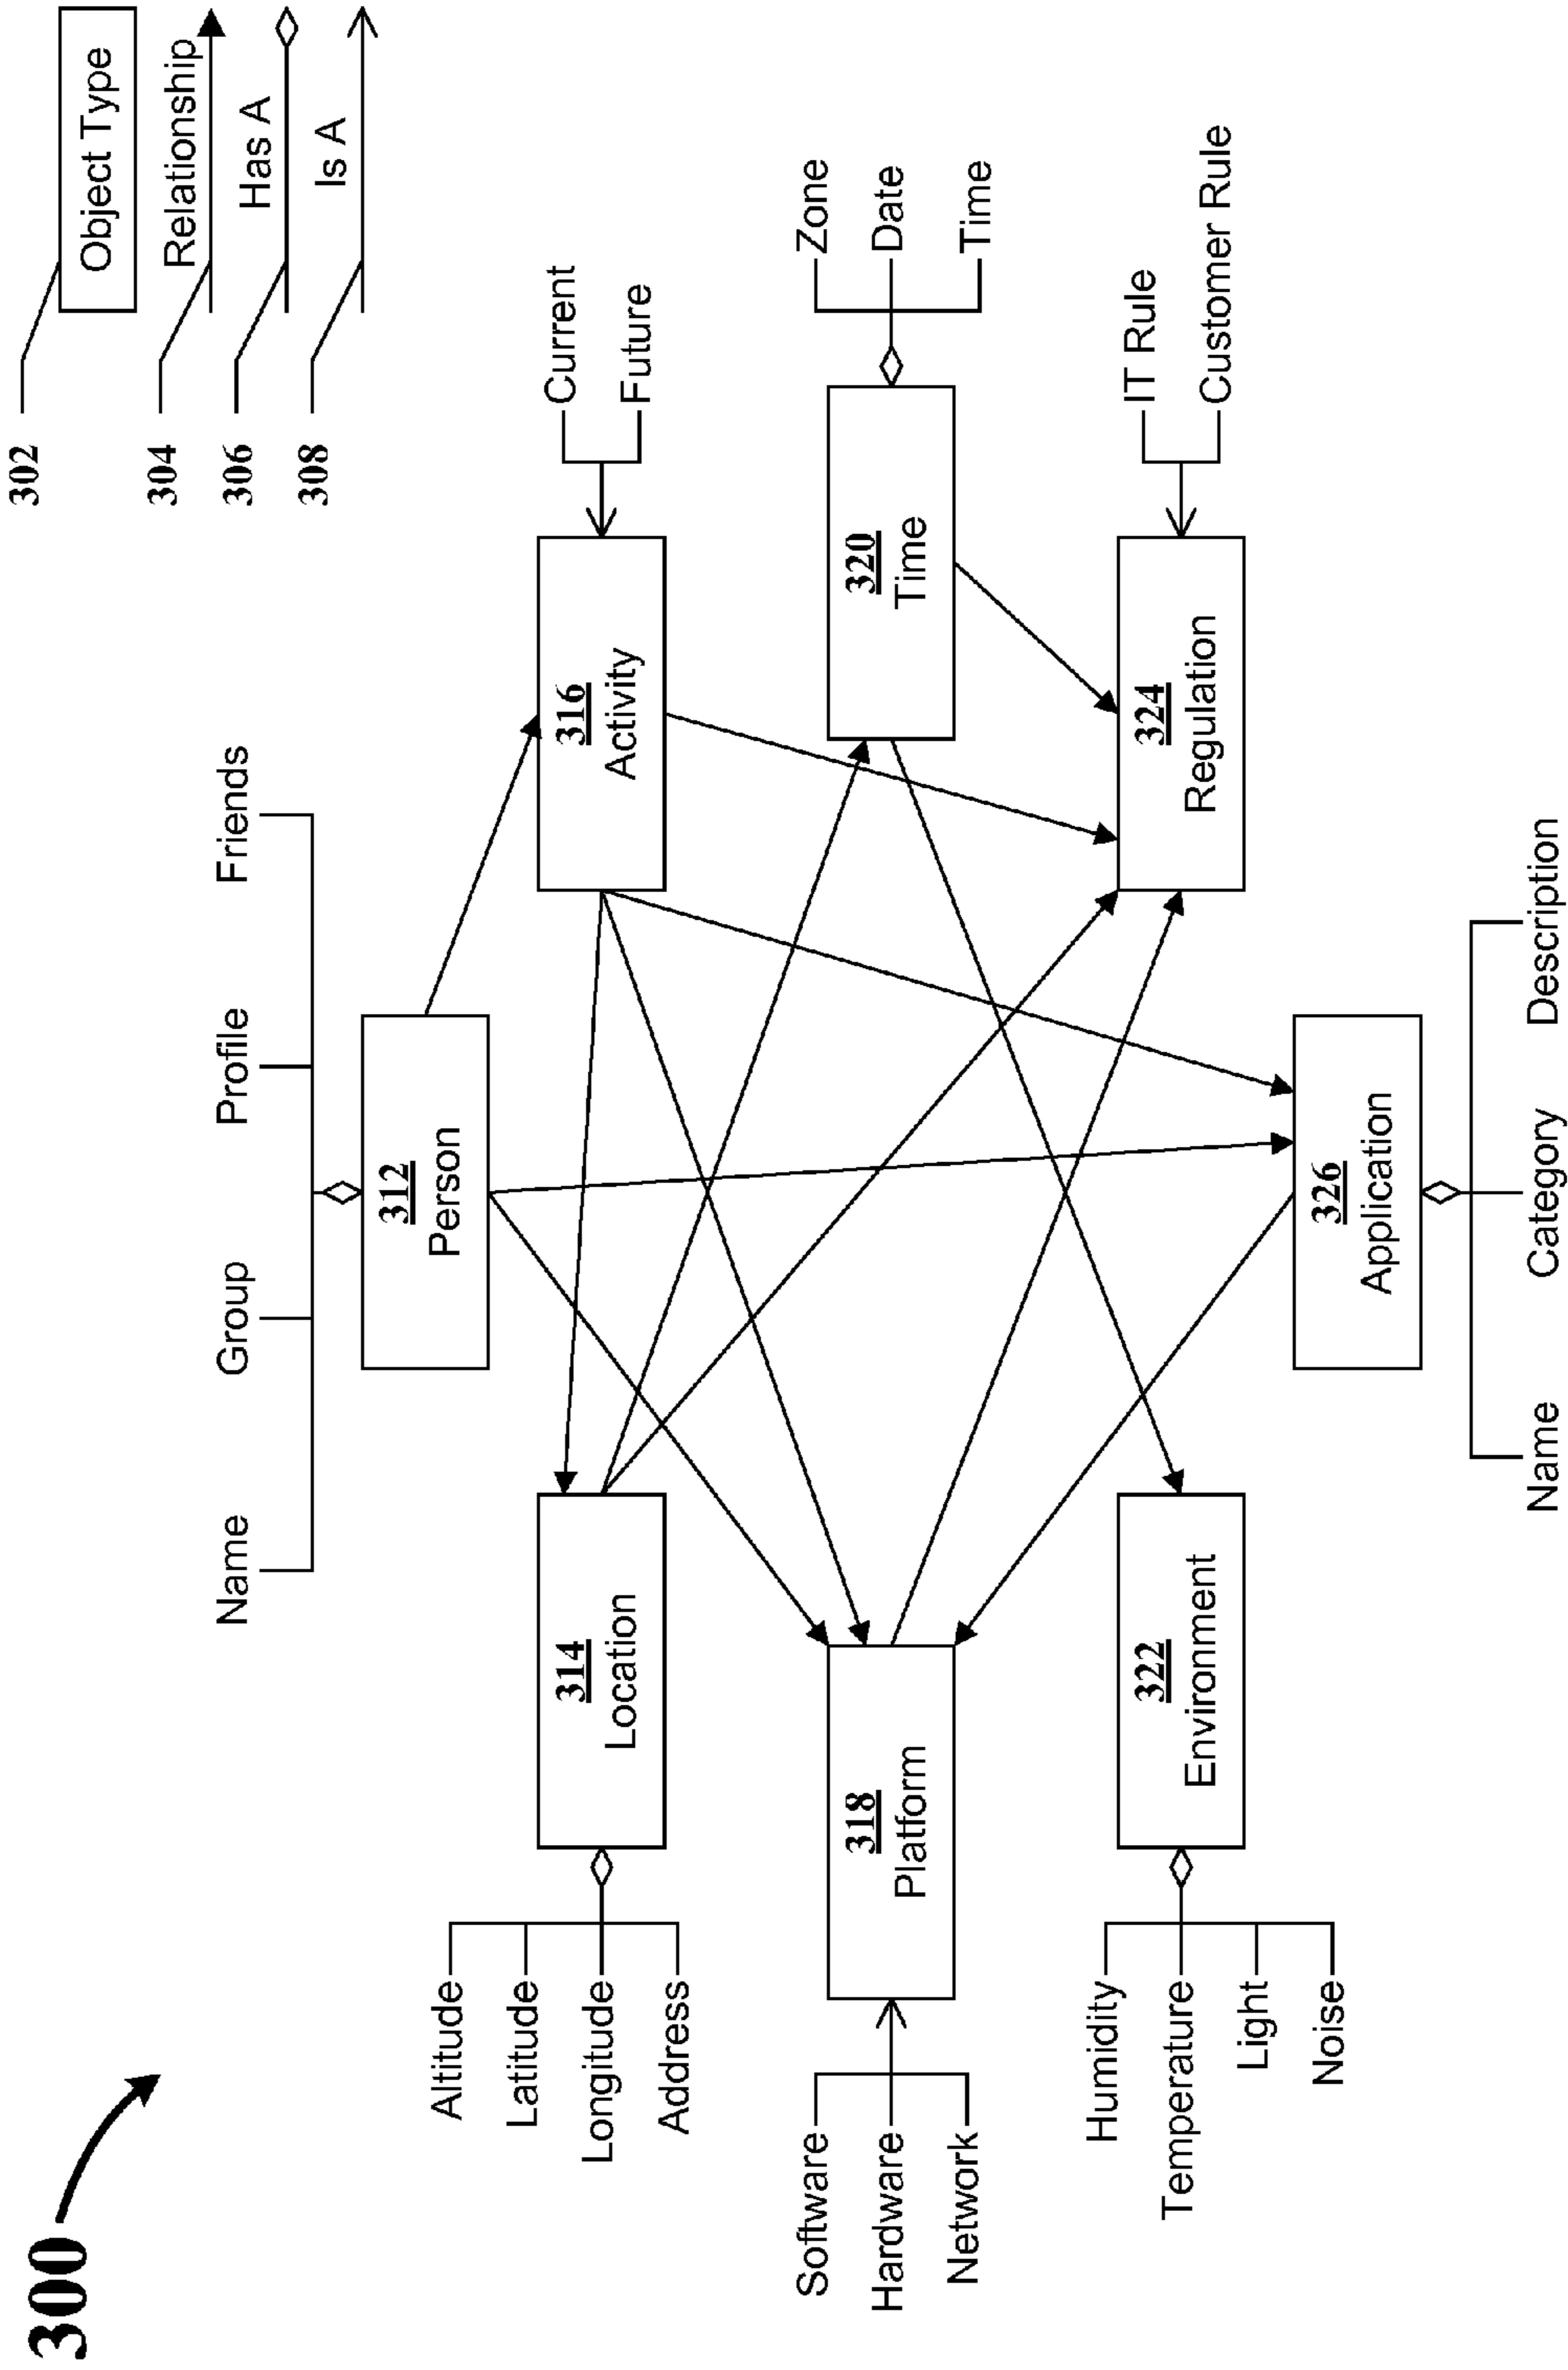 300
302
Object Type
304
Relationship
306
Has A
308
Is A
Name
Group
Profile
Friends
312
Person
Altitude
Latitude
Longitude
Address
314
Location
316
Activity
Current
Future
Software
Hardware
Network
318
Platform
320
Time
Zone
Date
Time
Humidity
Temperature
Light
Noise
322
Environment
324
Regulation
IT Rule
Customer Rule
326
Application
Name
Category
Description